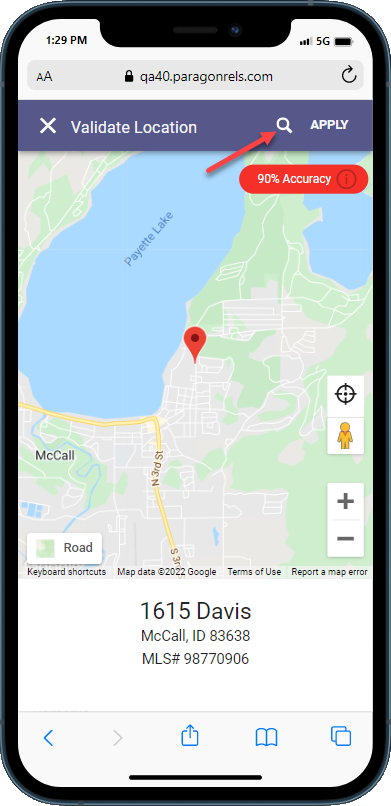 1:29 PM
5G
AA
qa40.paragonrels.com
Validate Location
APPLY
90% Accuracy
Payette Lake
McCall
N 3rd St
S 3rd St
Road
Keyboard shortcuts
Map data ©2022 Google
Terms of Use
Report a map error
1615 Davis
McCall, ID 83638
MLS# 98770906